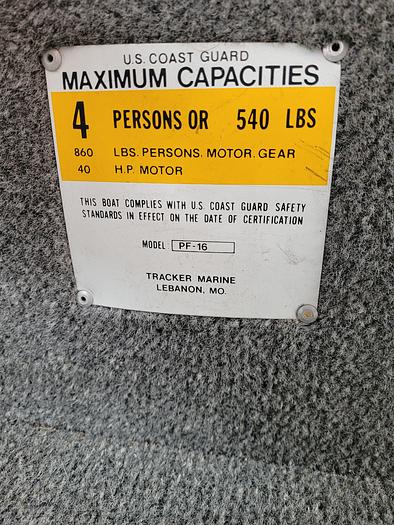 U.S. COAST GUARD
MAXIMUM CAPACITIES
4 PERSONS OR 540 LBS
860 LBS. PERSONS. MOTOR. GEAR
40 H.P. MOTOR
THIS BOAT COMPLIES WITH U.S. COAST GUARD SAFETY
STANDARDS IN EFFECT ON THE DATE OF CERTIFICATION
MODEL PF-16
TRACKER MARINE
LEBANON, MO.